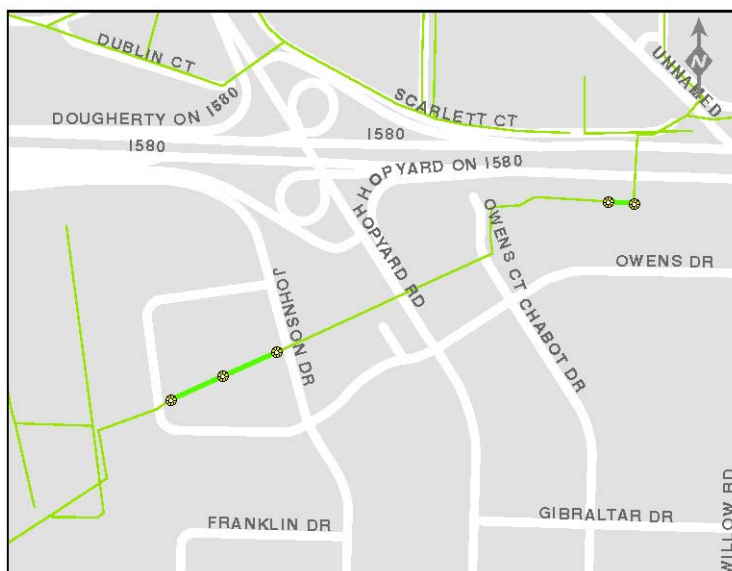 DUBLIN CT
UNNAMED
N
SCARLETT CT
DOUGHERTY ON I580
I580
I580
HOPYARD ON I580
HOPYARD RD
OWENS CT
OWENS DR
CHABOT DR
JOHNSON DR
FRANKLIN DR
GIBRALTAR DR
WILLOW RD